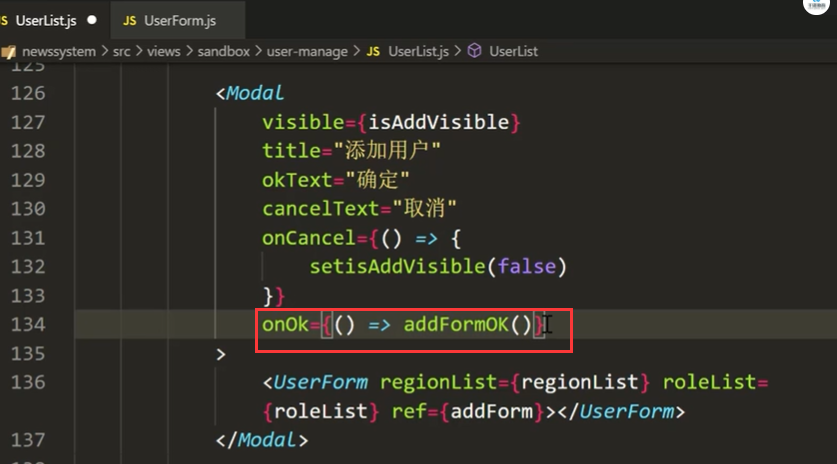 UserList.js ● JS UserForm.js
newssystem > src > views > sandbox > user-manage > JS UserList.js > UserList
125
126 <Modal
127 visible={isAddVisible}
128 title="添加用户"
129 okText="确定"
130 cancelText="取消"
131 onCancel={() => {
132 setisAddVisible(false)
133 }}
134 onOk={() => addFormOK()}
135 >
136 <UserForm regionList={regionList} roleList=
{roleList} ref={addForm}></UserForm>
137 </Modal>